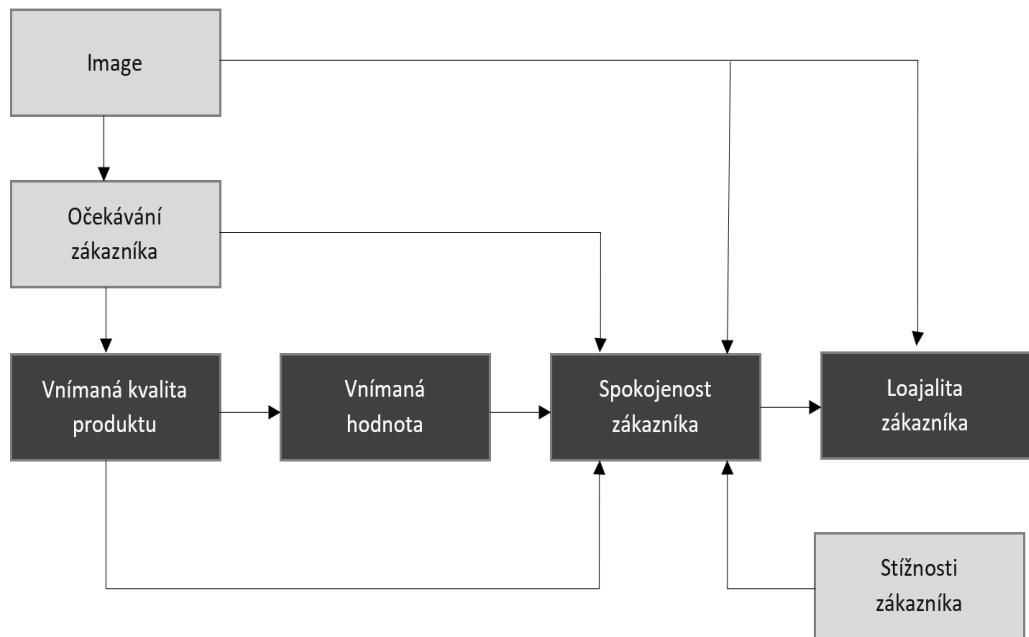 Image
Očekávání
zákazníka
Vnímaná kvalita
produktu
Vnímaná
hodnota
Spokojenost
zákazníka
Loajalita
zákazníka
Stížnosti
zákazníka